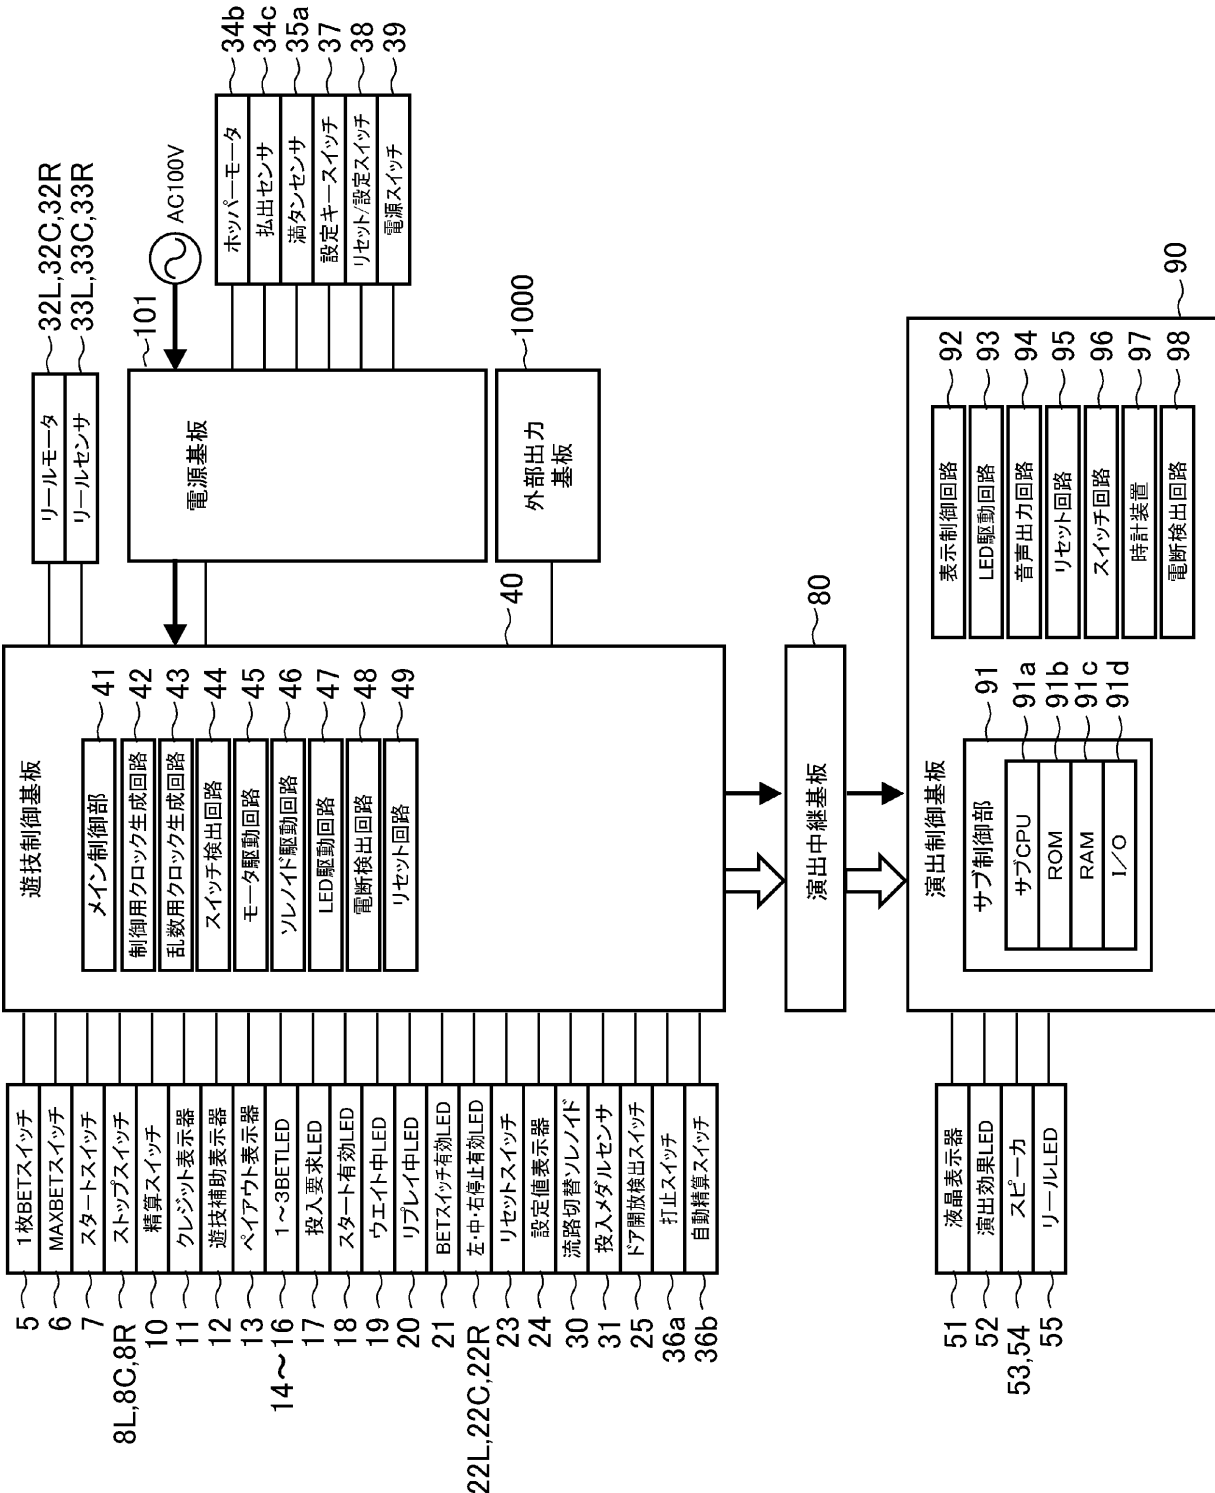 1枚BETスイッチ
5
MAXBETスイッチ
6
スタートスイッチ
7
ストップスイッチ
8L,8C,8R
精算スイッチ
10
クレジット表示器
11
遊技補助表示器
12
ペイアウト表示器
13
1～3BETLED
14～16
投入要求LED
17
スタート有効LED
18
ウエイト中LED
19
リプレイ中LED
20
BETスイッチ有効LED
21
左・中・右停止有効LED
22L,22C,22R
リセットスイッチ
23
設定値表示器
24
流路切替ソレノイド
30
投入メダルセンサ
31
ドア開放検出スイッチ
25
打止スイッチ
36a
自動精算スイッチ
36b
遊技制御基板
40
メイン制御部
41
制御用クロック生成回路
42
乱数用クロック生成回路
43
スイッチ検出回路
44
モータ駆動回路
45
ソレノイド駆動回路
46
LED駆動回路
47
電断検出回路
48
リセット回路
49
リールモータ
32L,32C,32R
リールセンサ
33L,33C,33R
電源基板
101
AC100V
ホッパーモータ
34b
払出センサ
34c
満タンセンサ
35a
設定キースイッチ
37
リセット/設定スイッチ
38
電源スイッチ
39
外部出力
基板
1000
演出中継基板
80
演出制御基板
90
サブ制御部
91
サブCPU
91a
ROM
91b
RAM
91c
I/O
91d
表示制御回路
92
LED駆動回路
93
音声出力回路
94
リセット回路
95
スイッチ回路
96
時計装置
97
電断検出回路
98
液晶表示器
51
演出効果LED
52
スピーカ
53,54
リールLED
55